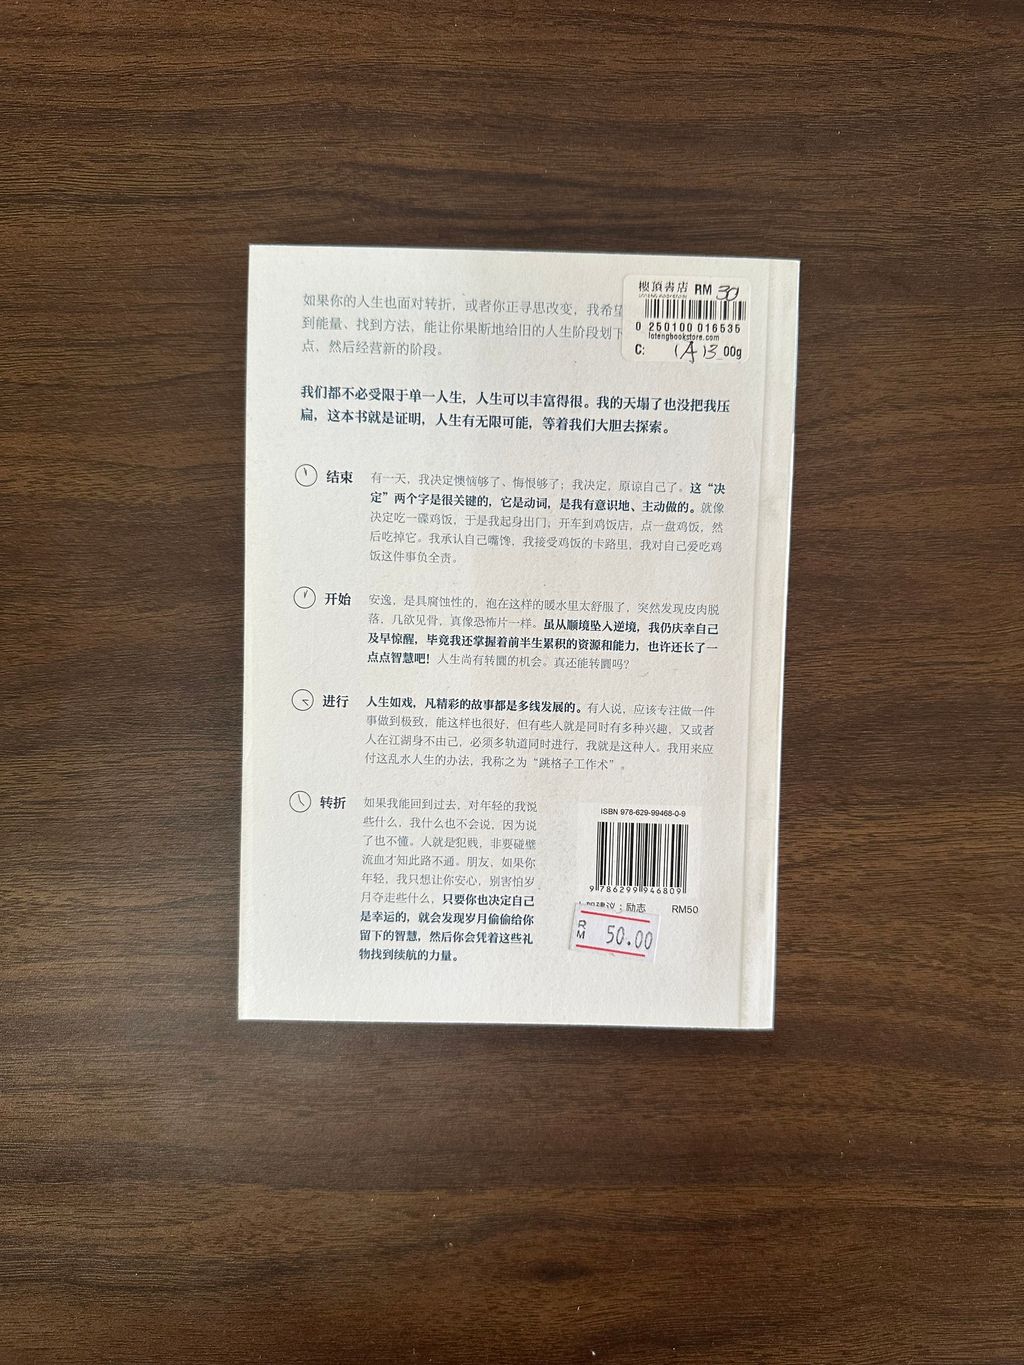 如果你的人生也面对转折，或者你正寻思改变，我希望
到能量、找到方法，能让你果断地给旧的人生阶段划下
点、然后经营新的阶段。
樓頂書店 RM 30
0 250100 016535
lotengbookstore.com
C: (A)3 00g
我们都不必受限于单一人生，人生可以丰富得很。我的天塌了也没把我压
扁，这本书就是证明，人生有无限可能，等着我们大胆去探索。
结束
有一天，我决定懊恼够了、悔恨够了；我决定，原谅自己了。这“决
定”两个字是很关键的，它是动词，是我有意识地、主动做的。就像
决定吃一碟鸡饭，于是我起身出门，开车到鸡饭店，点一盘鸡饭，然
后吃掉它。我承认自己嘴馋，我接受鸡饭的卡路里，我对自己爱吃鸡
饭这件事负全责。
开始
安逸，是具腐蚀性的，泡在这样的暖水里太舒服了，突然发现皮肉脱
落，几欲见骨，真像恐怖片一样。虽从顺境坠入逆境，我仍庆幸自己
及早惊醒，毕竟我还掌握着前半生累积的资源和能力，也许还长了一
点点智慧吧！人生尚有转圜的机会。真还能转圜吗？
进行
人生如戏，凡精彩的故事都是多线发展的。有人说，应该专注做一件
事做到极致，能这样也很好，但有些人就是同时有多种兴趣，又或者
人在江湖身不由己，必须多轨道同时进行，我就是这种人。我用来应
付这乱水人生的办法，我称之为“跳格子工作术”。
转折
如果我能回到过去，对年轻的我说
些什么，我什么也不会说，因为说
了也不懂。人就是犯贱，非要碰壁
流血才知此路不通。朋友，如果你
年轻，我只想让你安心，别害怕岁
月夺走些什么，只要你也决定自己
是幸运的，就会发现岁月偷偷给你
留下的智慧，然后你会凭着这些礼
物找到续航的力量。
ISBN 978-629-99468-0-9
9 786299 946809
建议：励志 RM50
RM 50.00